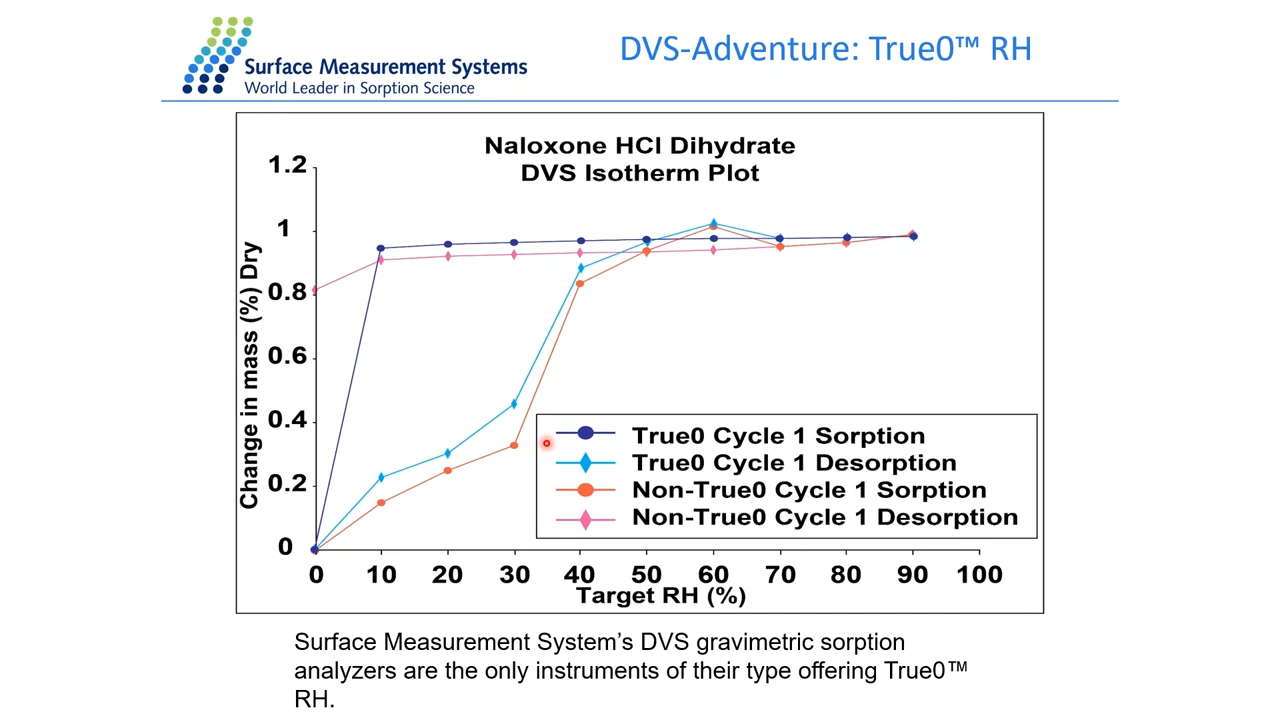 Surface Measurement Systems
World Leader in Sorption Science
DVS-Adventure: True0™ RH
Naloxone HCl Dihydrate
DVS Isotherm Plot
Change in mass (%) Dry
1.2
1
0.8
0.6
0.4
0.2
0
True0 Cycle 1 Sorption
True0 Cycle 1 Desorption
Non-True0 Cycle 1 Sorption
Non-True0 Cycle 1 Desorption
0 10 20 30 40 50 60 70 80 90 100
Target RH (%)
Surface Measurement System’s DVS gravimetric sorption
analyzers are the only instruments of their type offering True0™
RH.